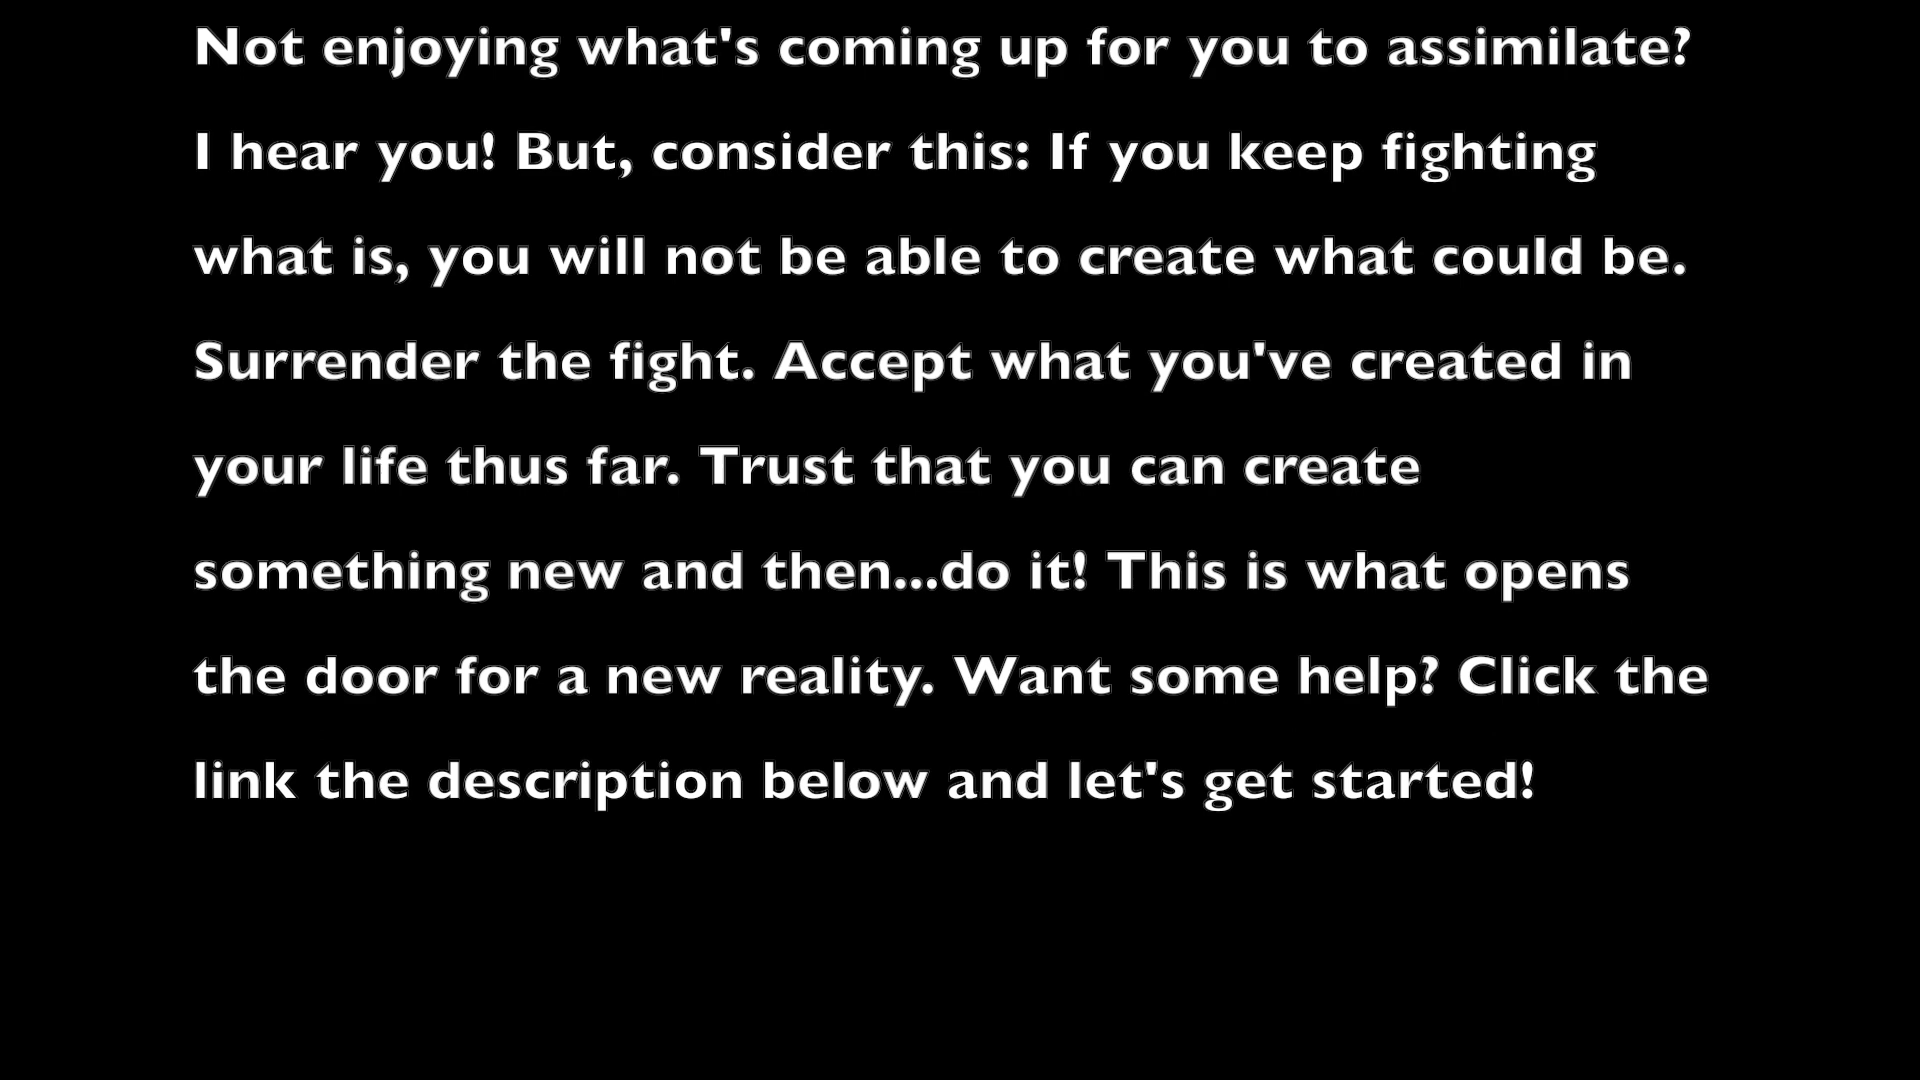 Not enjoying what's coming up for you to assimilate?
I hear you! But, consider this: If you keep fighting
what is, you will not be able to create what could be.
Surrender the fight. Accept what you've created in
your life thus far. Trust that you can create
something new and then...do it! This is what opens
the door for a new reality. Want some help? Click the
link the description below and let's get started!